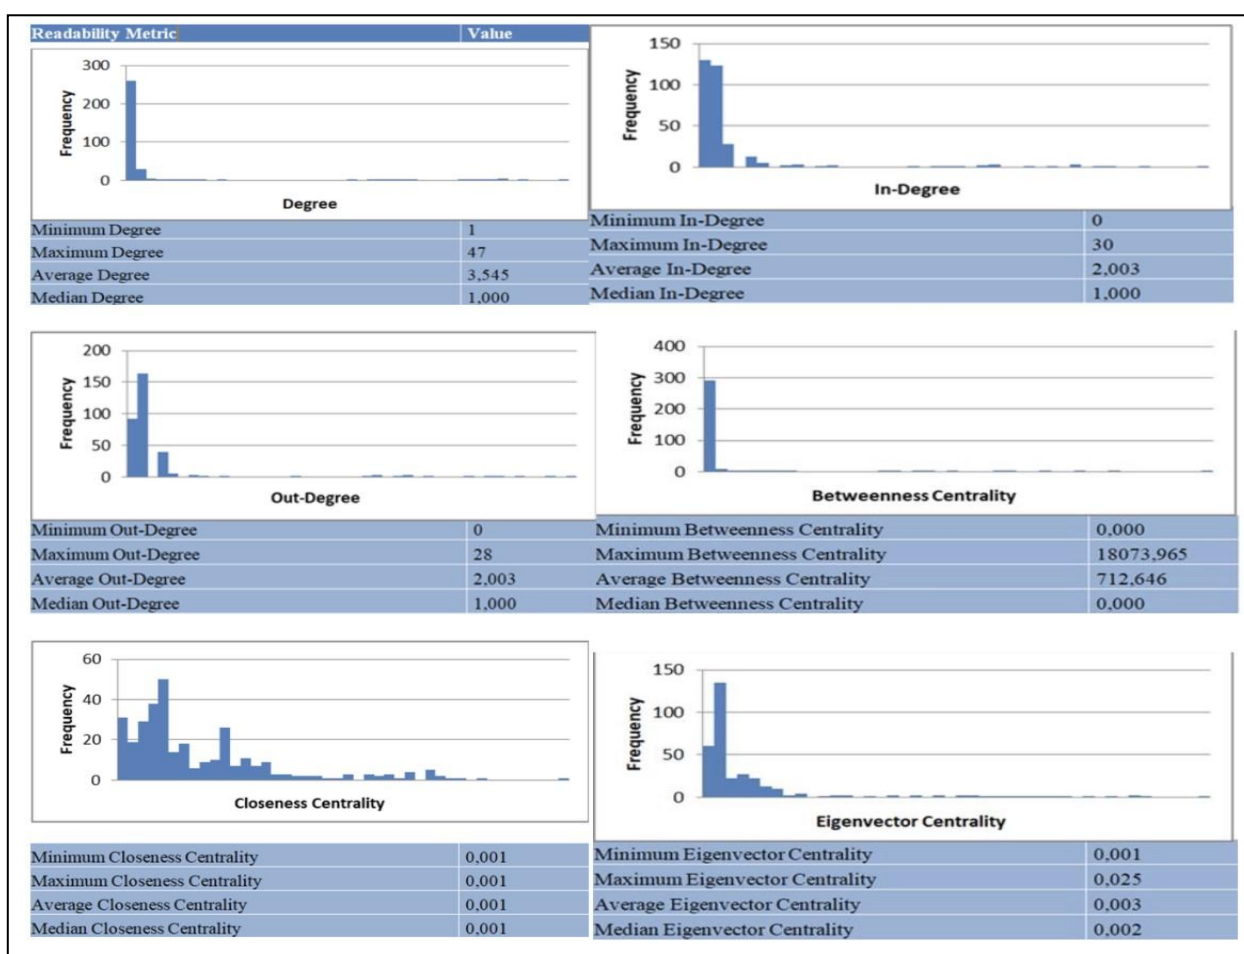 Readability Metric Value
300
200
100
0
Frequency
Degree
Minimum Degree 1
Maximum Degree 47
Average Degree 3,545
Median Degree 1,000
150
100
50
0
Frequency
In-Degree
Minimum In-Degree 0
Maximum In-Degree 30
Average In-Degree 2,003
Median In-Degree 1,000
200
150
100
50
0
Frequency
Out-Degree
Minimum Out-Degree 0
Maximum Out-Degree 28
Average Out-Degree 2,003
Median Out-Degree 1,000
400
300
200
100
0
Frequency
Betweenness Centrality
Minimum Betweenness Centrality 0,000
Maximum Betweenness Centrality 18073,965
Average Betweenness Centrality 712,646
Median Betweenness Centrality 0,000
60
40
20
0
Frequency
Closeness Centrality
Minimum Closeness Centrality 0,001
Maximum Closeness Centrality 0,001
Average Closeness Centrality 0,001
Median Closeness Centrality 0,001
150
100
50
0
Frequency
Eigenvector Centrality
Minimum Eigenvector Centrality 0,001
Maximum Eigenvector Centrality 0,025
Average Eigenvector Centrality 0,003
Median Eigenvector Centrality 0,002